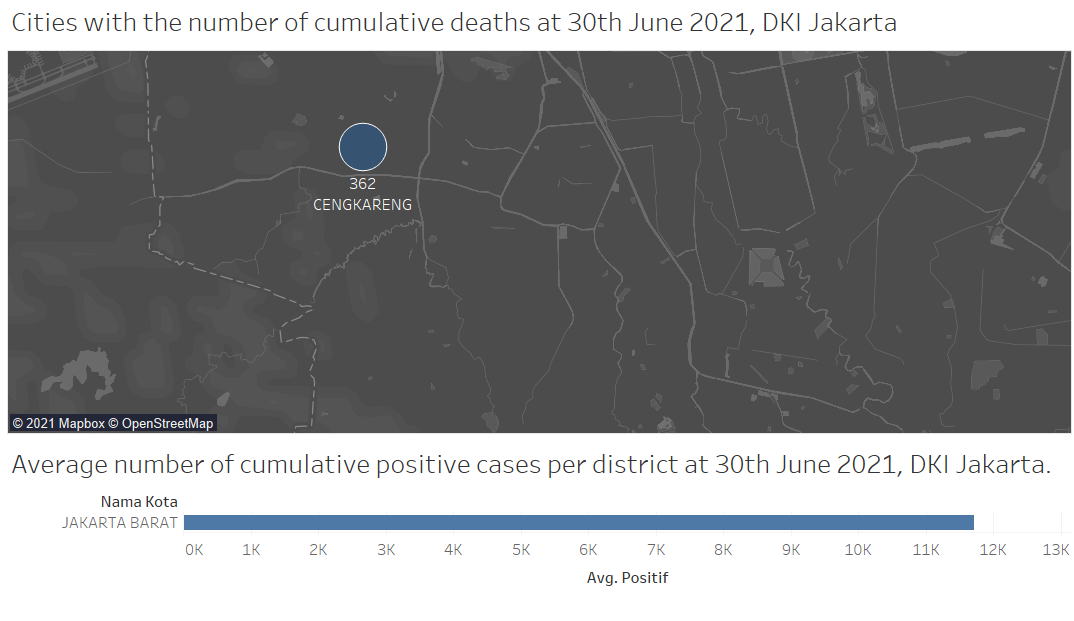 Cities with the number of cumulative deaths at 30th June 2021, DKI Jakarta
362
CENGKARENG
© 2021 Mapbox © OpenStreetMap
Average number of cumulative positive cases per district at 30th June 2021, DKI Jakarta.
Nama Kota
JAKARTA BARAT
0K 1K 2K 3K 4K 5K 6K 7K 8K 9K 10K 11K 12K 13K
Avg. Positif